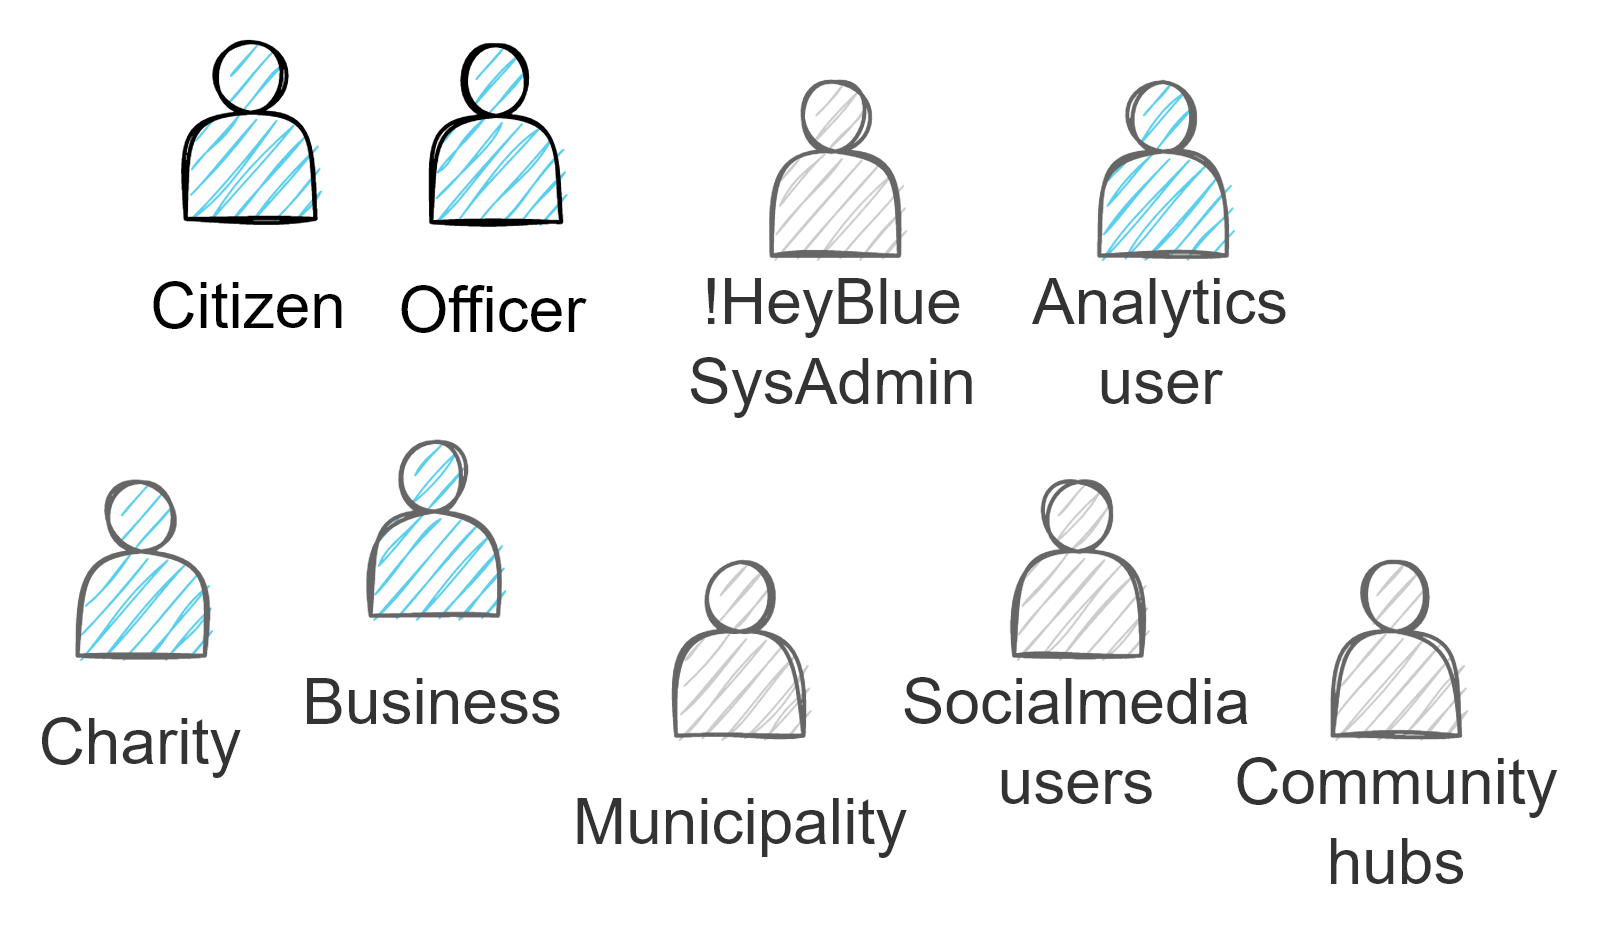 Citizen
Officer
!HeyBlue
SysAdmin
Analytics
user
Charity
Business
Municipality
Socialmedia
users
Community
hubs